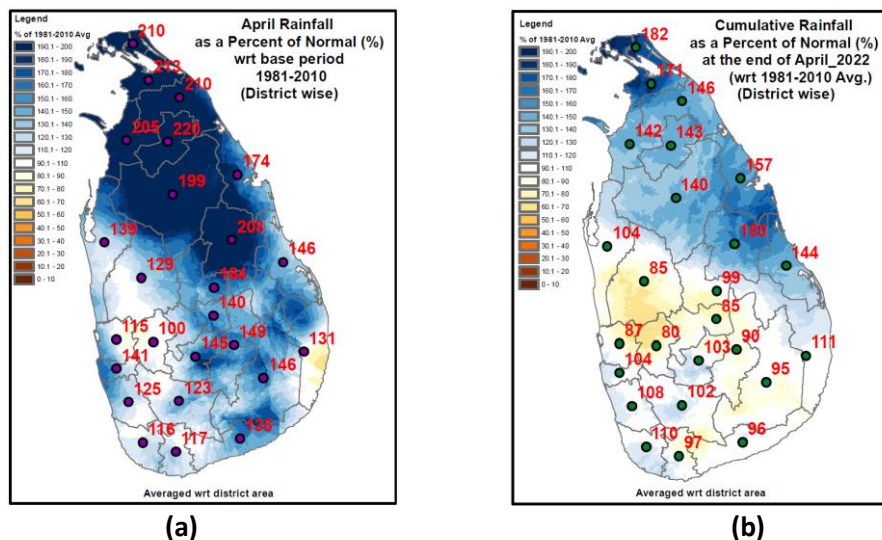 Legend
% of 1981-2010 Avg
190.1 - 200
180.1 - 190
170.1 - 180
160.1 - 170
150.1 - 160
140.1 - 150
130.1 - 140
120.1 - 130
110.1 - 120
90.1 - 110
80.1 - 90
70.1 - 80
60.1 - 70
50.1 - 60
40.1 - 50
30.1 - 40
20.1 - 30
10.1 - 20
0 - 10
April Rainfall
as a Percent of Normal (%)
wrt base period
1981-2010
(District wise)
210
213
210
205
220
174
199
208
139
146
129
140
115
100
145
149
131
141
146
125
123
135
116
117
Averaged wrt district area
(a)
Legend
% of 1981-2010 Avg
190.1 - 200
180.1 - 190
170.1 - 180
160.1 - 170
150.1 - 160
140.1 - 150
130.1 - 140
120.1 - 130
110.1 - 120
90.1 - 110
80.1 - 90
70.1 - 80
60.1 - 70
50.1 - 60
40.1 - 50
30.1 - 40
20.1 - 30
10.1 - 20
0 - 10
Cumulative Rainfall
as a Percent of Normal (%)
at the end of April_2022
(wrt 1981-2010 Avg.)
(District wise)
182
171
146
142
143
157
140
104
144
85
99
85
87
80
103
90
111
104
95
108
102
110
97
96
Averaged wrt district area
(b)